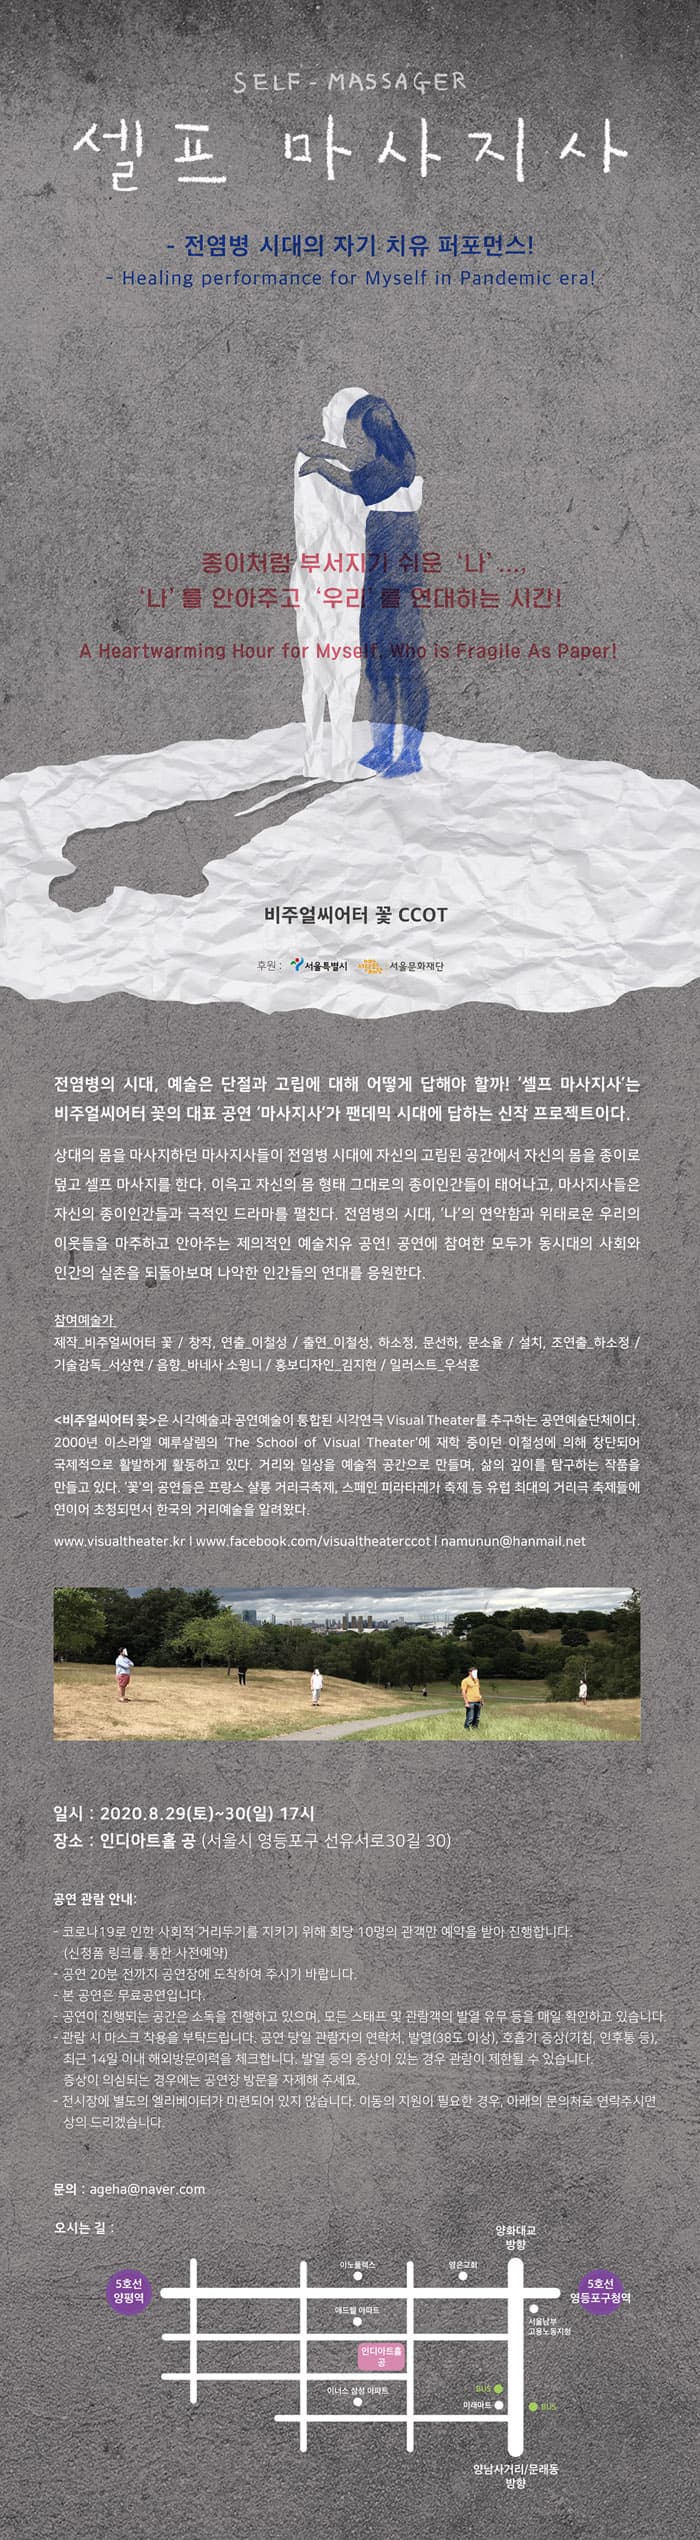 SELF - MASSAGER
셀프 마사지사
- 전염병 시대의 자기 치유 퍼포먼스!
- Healing performance for Myself in Pandemic era!
종이처럼 부서지기 쉬운 ‘나’...,
‘나’를 안아주고 ‘우리’를 연대하는 시간!
A Heartwarming Hour for Myself, Who is Fragile As Paper!
비주얼씨어터 꽃 CCOT
후원 : 서울특별시 서울문화재단
전염병의 시대, 예술은 단절과 고립에 대해 어떻게 답해야 할까! ‘셀프 마사지사’는
비주얼씨어터 꽃의 대표 공연 ‘마사지사’가 팬데믹 시대에 답하는 신작 프로젝트이다.
상대의 몸을 마사지하던 마사지사들이 전염병 시대에 자신의 고립된 공간에서 자신의 몸을 종이로
덮고 셀프 마사지를 한다. 이윽고 자신의 몸 형태 그대로의 종이인간들이 태어나고, 마사지사들은
자신의 종이인간들과 극적인 드라마를 펼친다. 전염병의 시대, ‘나’의 연약함과 위태로운 우리의
이웃들을 마주하고 안아주는 제의적인 예술치유 공연! 공연에 참여한 모두가 동시대의 사회와
인간의 실존을 되돌아보며 나약한 인간들의 연대를 응원한다.
참여예술가
제작_비주얼씨어터 꽃 / 창작, 연출_이철성 / 출연_이철성, 하소정, 문선하, 문소율 / 설치, 조연출_하소정 /
기술감독_서상현 / 음향_바네사 소윙니 / 홍보디자인_김지현 / 일러스트_우석훈
<비주얼씨어터 꽃>은 시각예술과 공연예술이 통합된 시각연극 Visual Theater를 추구하는 공연예술단체이다.
2000년 이스라엘 예루살렘의 ‘The School of Visual Theater’에 재학 중이던 이철성에 의해 창단되어
국제적으로 활발하게 활동하고 있다. 거리와 일상을 예술적 공간으로 만들며, 삶의 깊이를 탐구하는 작품을
만들고 있다. ‘꽃’의 공연들은 프랑스 샬롱 거리극축제, 스페인 피라타레가 축제 등 유럽 최대의 거리극 축제들에
연이어 초청되면서 한국의 거리예술을 알려왔다.
www.visualtheater.kr l www.facebook.com/visualtheaterccot l namunun@hanmail.net
일시 : 2020.8.29(토)~30(일) 17시
장소 : 인디아트홀 공 (서울시 영등포구 선유서로30길 30)
공연 관람 안내:
- 코로나19로 인한 사회적 거리두기를 지키기 위해 회당 10명의 관객만 예약을 받아 진행합니다.
(신청폼 링크를 통한 사전예약)
- 공연 20분 전까지 공연장에 도착하여 주시기 바랍니다.
- 본 공연은 무료공연입니다.
- 공연이 진행되는 공간은 소독을 진행하고 있으며, 모든 스태프 및 관람객의 발열 유무 등을 매일 확인하고 있습니다.
- 관람 시 마스크 착용을 부탁드립니다. 공연 당일 관람자의 연락처, 발열(38도 이상), 호흡기 증상(기침, 인후통 등),
최근 14일 이내 해외방문이력을 체크합니다. 발열 등의 증상이 있는 경우 관람이 제한될 수 있습니다.
증상이 의심되는 경우에는 공연장 방문을 자제해 주세요.
- 전시장에 별도의 엘리베이터가 마련되어 있지 않습니다. 이동의 지원이 필요한 경우, 아래의 문의처로 연락주시면
상의 드리겠습니다.
문의 : ageha@naver.com
오시는 길 :
양화대교
방향
5호선
양평역
이노플렉스
영은교회
5호선
영등포구청역
서울남부
고용노동지청
애드웰 아파트
인디아트홀
공
이너스 삼성 아파트
BUS
미래마트
BUS
양남사거리/문래동
방향